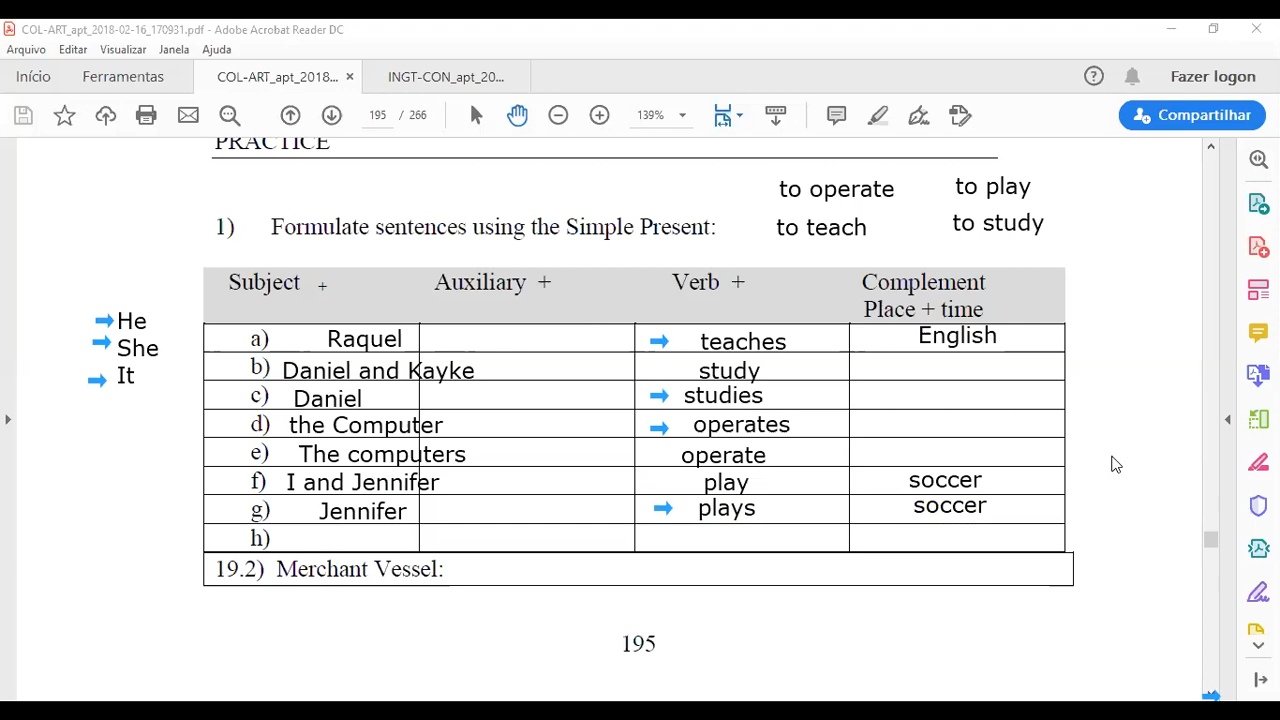 COL-ART_apt_2018-02-16_170931.pdf - Adobe Acrobat Reader DC
Arquivo Editar Visualizar Janela Ajuda
Início Ferramentas COL-ART_apt_2018... × INGT-CON_apt_20... Fazer logon
195 / 266 139% Compartilhar
PRACTICE
to operate to play
1) Formulate sentences using the Simple Present: to teach to study
Subject + Auxiliary + Verb + Complement
Place + time
He
She
It
a) Raquel teaches English
b) Daniel and Kayke study
c) Daniel studies
d) the Computer operates
e) The computers operate
f) I and Jennifer play soccer
g) Jennifer plays soccer
h)
19.2) Merchant Vessel:
195